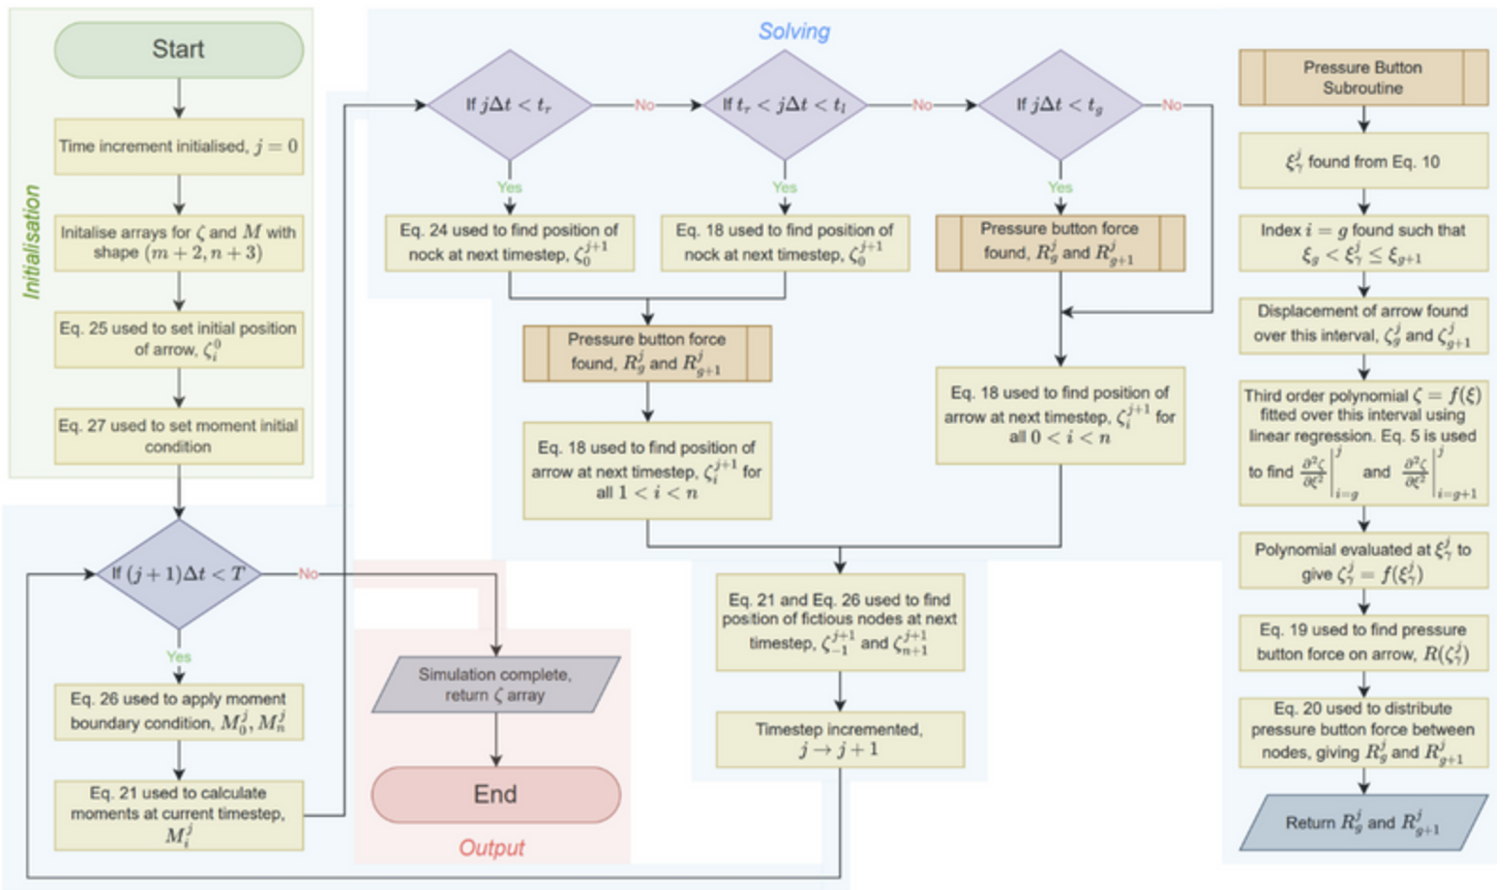 Initialisation
Start
Time increment initialised, j = 0
Initalise arrays for ζ and M with
shape (m + 2, n + 3)
Eq. 25 used to set initial position
of arrow, ζ_i^0
Eq. 27 used to set moment initial
condition
If (j + 1)Δt < T
No
Yes
Eq. 26 used to apply moment
boundary condition, M_0^j, M_n^j
Eq. 21 used to calculate
moments at current timestep,
M_i^j
Solving
If jΔt < t_r
No
Yes
Eq. 24 used to find position of
nock at next timestep, ζ_0^{j+1}
If t_r < jΔt < t_l
No
Yes
Eq. 18 used to find position of
nock at next timestep, ζ_0^{j+1}
If jΔt < t_g
No
Yes
Pressure button force
found, R_g^j and R_{g+1}^j
Pressure button force
found, R_g^j and R_{g+1}^j
Eq. 18 used to find position of
arrow at next timestep, ζ_i^{j+1} for
all 1 < i < n
Eq. 18 used to find position of
arrow at next timestep, ζ_i^{j+1} for
all 0 < i < n
Eq. 21 and Eq. 26 used to find
position of fictious nodes at next
timestep, ζ_{-1}^{j+1} and ζ_{n+1}^{j+1}
Timestep incremented,
j → j + 1
Simulation complete,
return ζ array
End
Output
Pressure Button
Subroutine
ξ_γ^j found from Eq. 10
Index i = g found such that
ξ_g < ξ_γ^j ≤ ξ_{g+1}
Displacement of arrow found
over this interval, ζ_g^j and ζ_{g+1}^j
Third order polynomial ζ = f(ξ)
fitted over this interval using
linear regression. Eq. 5 is used
to find ∂²ζ/∂ξ²|_{i=g}^j and ∂²ζ/∂ξ²|_{i=g+1}^j
Polynomial evaluated at ξ_γ^j to
give ζ_γ^j = f(ξ_γ^j)
Eq. 19 used to find pressure
button force on arrow, R(ζ_γ^j)
Eq. 20 used to distribute
pressure button force between
nodes, giving R_g^j and R_{g+1}^j
Return R_g^j and R_{g+1}^j